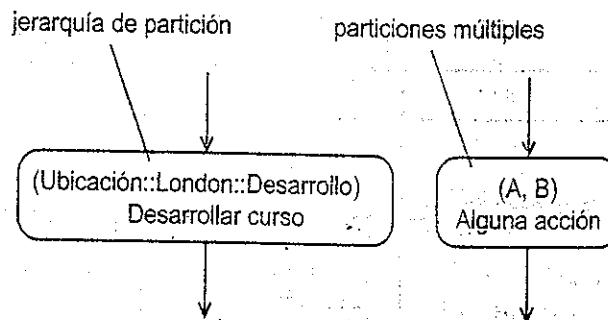 jerarquía de partición
particiones múltiples
(Ubicación::London::Desarrollo)
Desarrollar curso
(A, B)
Alguna acción